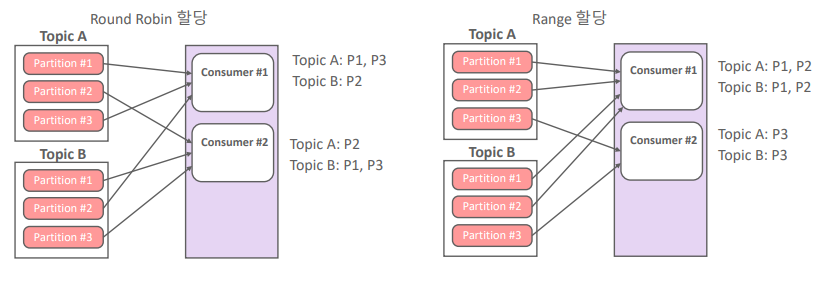 Round Robin 할당
Topic A
Partition #1
Partition #2
Partition #3
Topic B
Partition #1
Partition #2
Partition #3
Consumer #1
Consumer #2
Topic A: P1, P3
Topic B: P2
Topic A: P2
Topic B: P1, P3
Range 할당
Topic A
Partition #1
Partition #2
Partition #3
Topic B
Partition #1
Partition #2
Partition #3
Consumer #1
Consumer #2
Topic A: P1, P2
Topic B: P1, P2
Topic A: P3
Topic B: P3